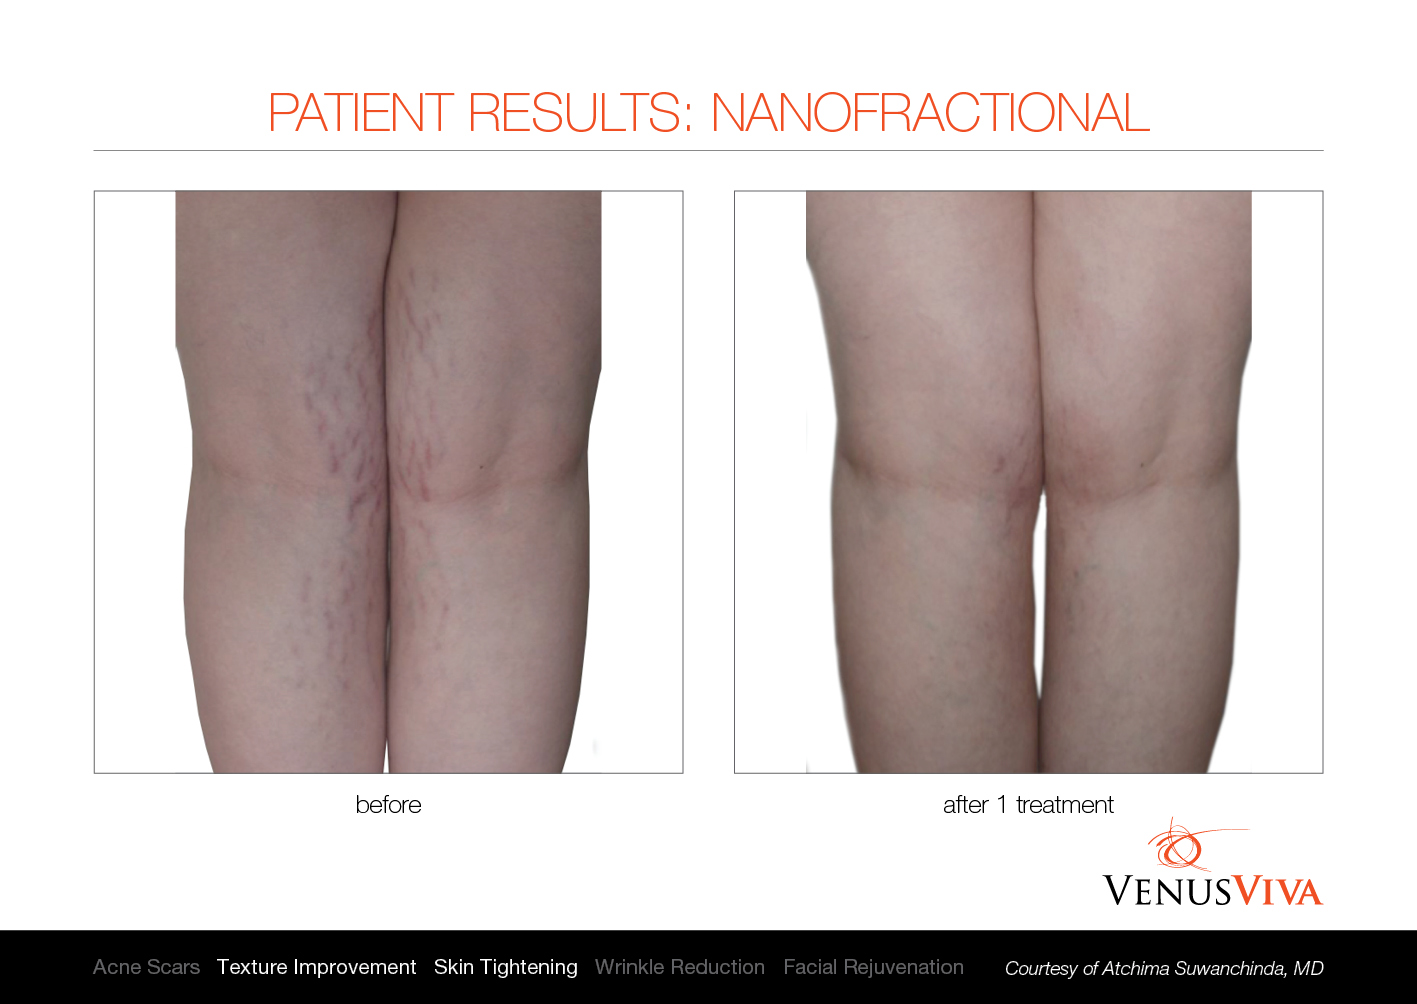 PATIENT RESULTS: NANOFRACTIONAL
before
after 1 treatment
VENUSVIVA
Acne Scars Texture Improvement Skin Tightening Wrinkle Reduction Facial Rejuvenation Courtesy of Atchima Suwanchinda, MD